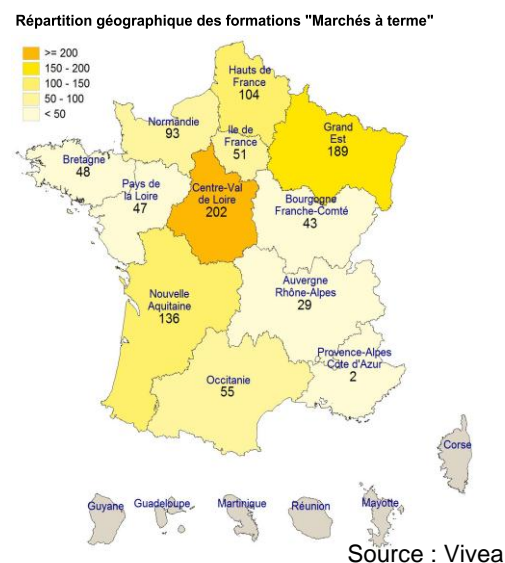 Répartition géographique des formations "Marchés à terme"
>= 200
150 - 200
100 - 150
50 - 100
< 50
Hauts de
France
104
Normandie
93
Ile de
France
51
Grand
Est
189
Bretagne
48
Pays de
la Loire
47
Centre-Val
de Loire
202
Bourgogne
Franche-Comté
43
Auvergne
Rhône-Alpes
29
Nouvelle
Aquitaine
136
Provence-Alpes
Côte d'Azur
2
Occitanie
55
Corse
Guyane
Guadeloupe
Martinique
Réunion
Mayotte
Source : Vivea